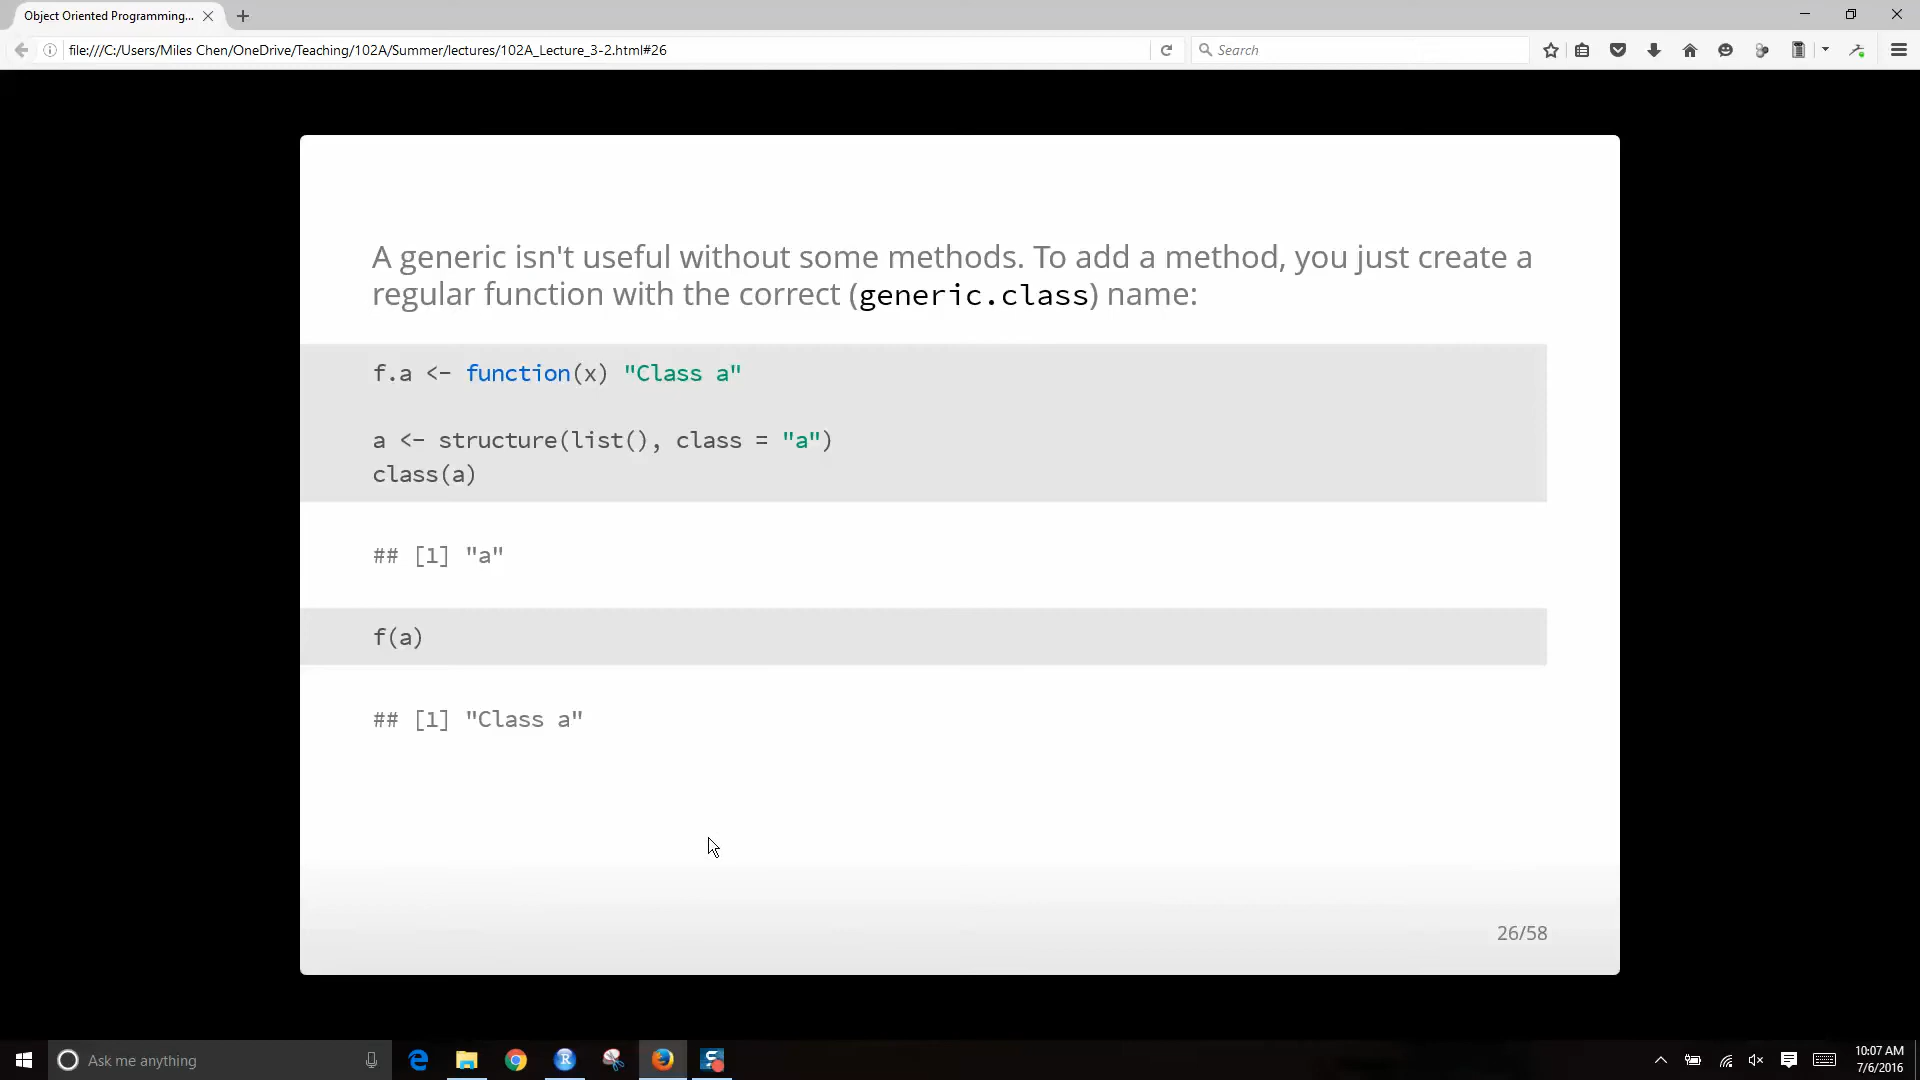 Object Oriented Programming...
file:///C:/Users/Miles Chen/OneDrive/Teaching/102A/Summer/lectures/102A_Lecture_3-2.html#26
Search
A generic isn't useful without some methods. To add a method, you just create a
regular function with the correct (generic.class) name:
f.a <- function(x) "Class a"
a <- structure(list(), class = "a")
class(a)
## [1] "a"
f(a)
## [1] "Class a"
26/58
Ask me anything
10:07 AM
7/6/2016